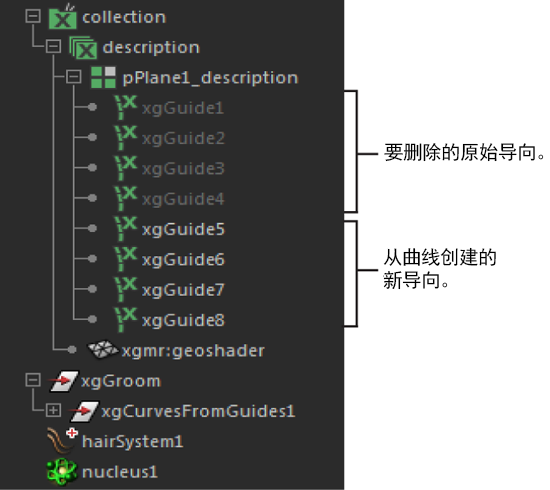 collection
description
pPlane1_description
xgGuide1
xgGuide2
xgGuide3
xgGuide4
要删除的原始导向。
xgGuide5
xgGuide6
xgGuide7
xgGuide8
从曲线创建的
新导向。
xgmr:geoshader
xgGroom
xgCurvesFromGuides1
hairSystem1
nucleus1